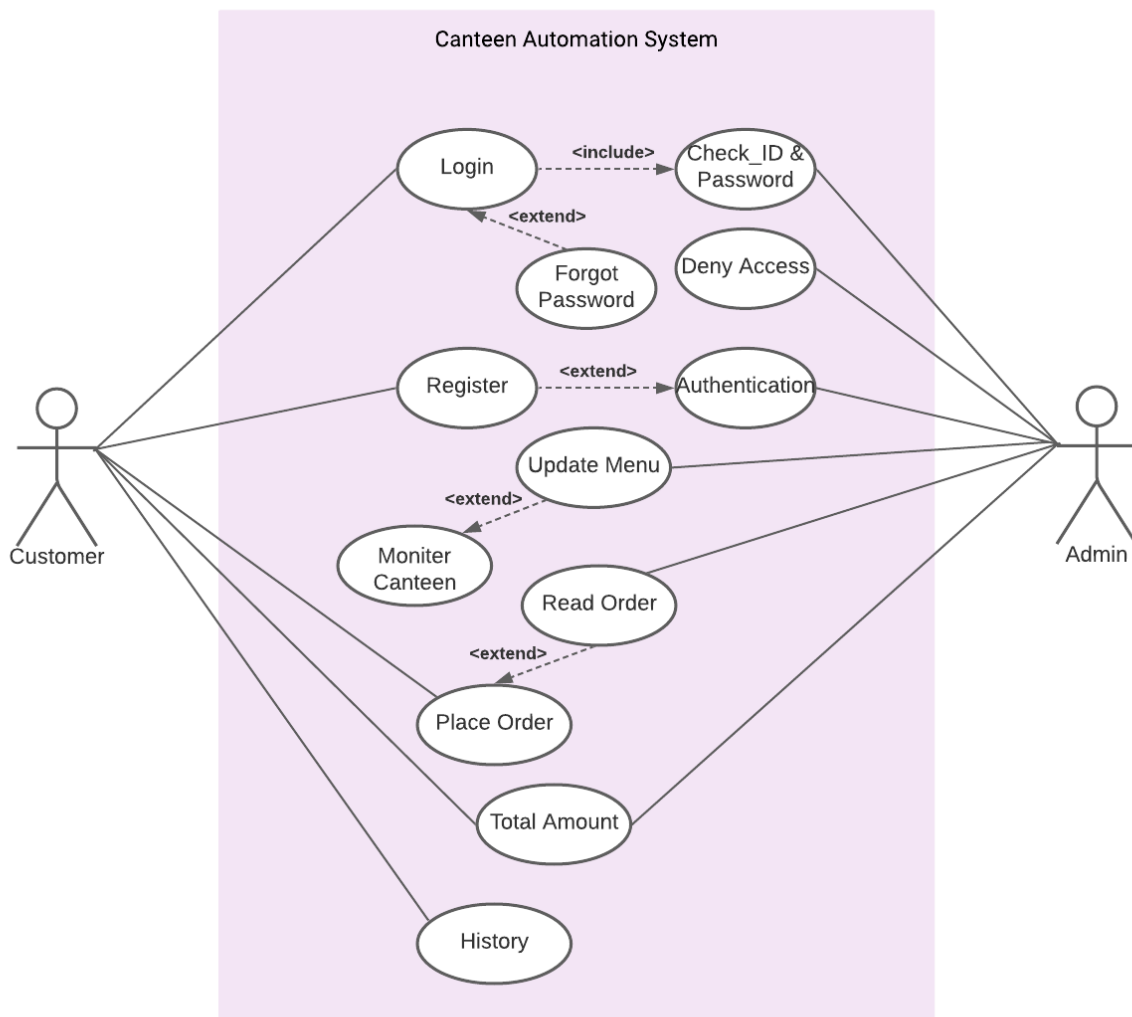 Canteen Automation System
Login
<include>
Check_ID &
Password
<extend>
Forgot
Password
Deny Access
Register
<extend>
Authentication
Update Menu
<extend>
Moniter
Canteen
Read Order
<extend>
Place Order
Total Amount
History
Customer
Admin